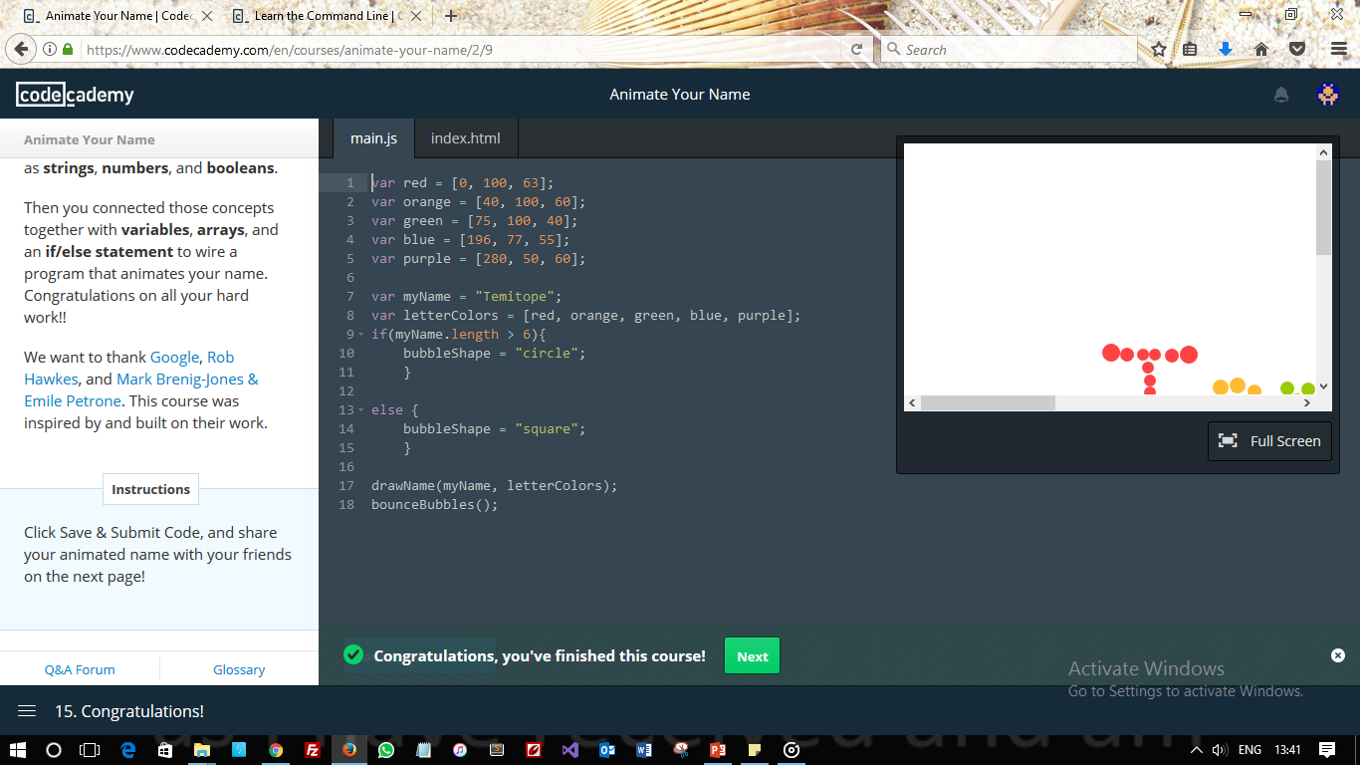 Animate Your Name | Codec
Learn the Command Line | C
https://www.codecademy.com/en/courses/animate-your-name/2/9
Search
codecademy
Animate Your Name
Animate Your Name
as strings, numbers, and booleans.
Then you connected those concepts
together with variables, arrays, and
an if/else statement to wire a
program that animates your name.
Congratulations on all your hard
work!!
We want to thank Google, Rob
Hawkes, and Mark Brenig-Jones &
Emile Petrone. This course was
inspired by and built on their work.
Instructions
Click Save & Submit Code, and share
your animated name with your friends
on the next page!
Q&A Forum
Glossary
main.js
index.html
1 var red = [0, 100, 63];
2 var orange = [40, 100, 60];
3 var green = [75, 100, 40];
4 var blue = [196, 77, 55];
5 var purple = [280, 50, 60];
6
7 var myName = "Temitope";
8 var letterColors = [red, orange, green, blue, purple];
9 if(myName.length > 6){
10 bubbleShape = "circle";
11 }
12
13 else {
14 bubbleShape = "square";
15 }
16
17 drawName(myName, letterColors);
18 bounceBubbles();
Full Screen
Congratulations, you've finished this course!
Next
Activate Windows
Go to Settings to activate Windows.
15. Congratulations!
ENG
13:41